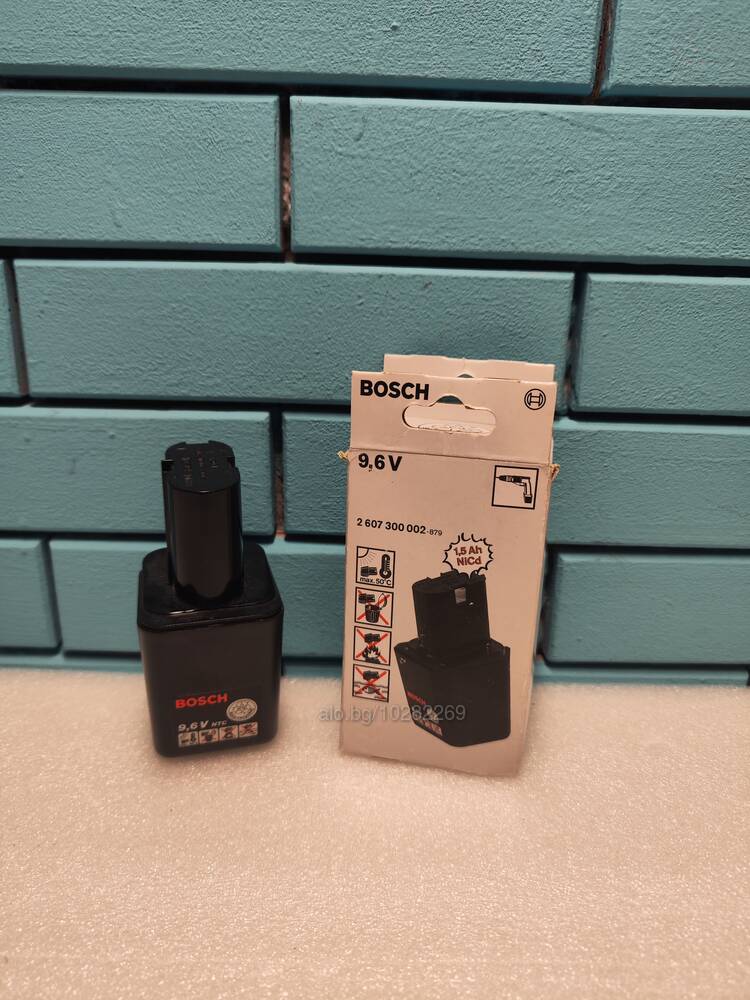 BOSCH
9,6V
2 607 300 002-879
1,5 Ah
NiCd
max. 50°C
BOSCH
BOSCH
9,6 V NTC
alo.bg/10282269